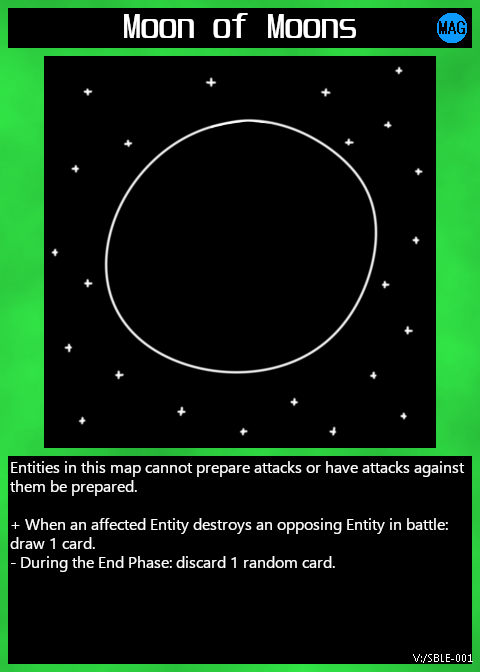 Moon of Moons
MAG
Entities in this map cannot prepare attacks or have attacks against
them be prepared.
+ When an affected Entity destroys an opposing Entity in battle:
draw 1 card.
- During the End Phase: discard 1 random card.
V:/SBLE-001